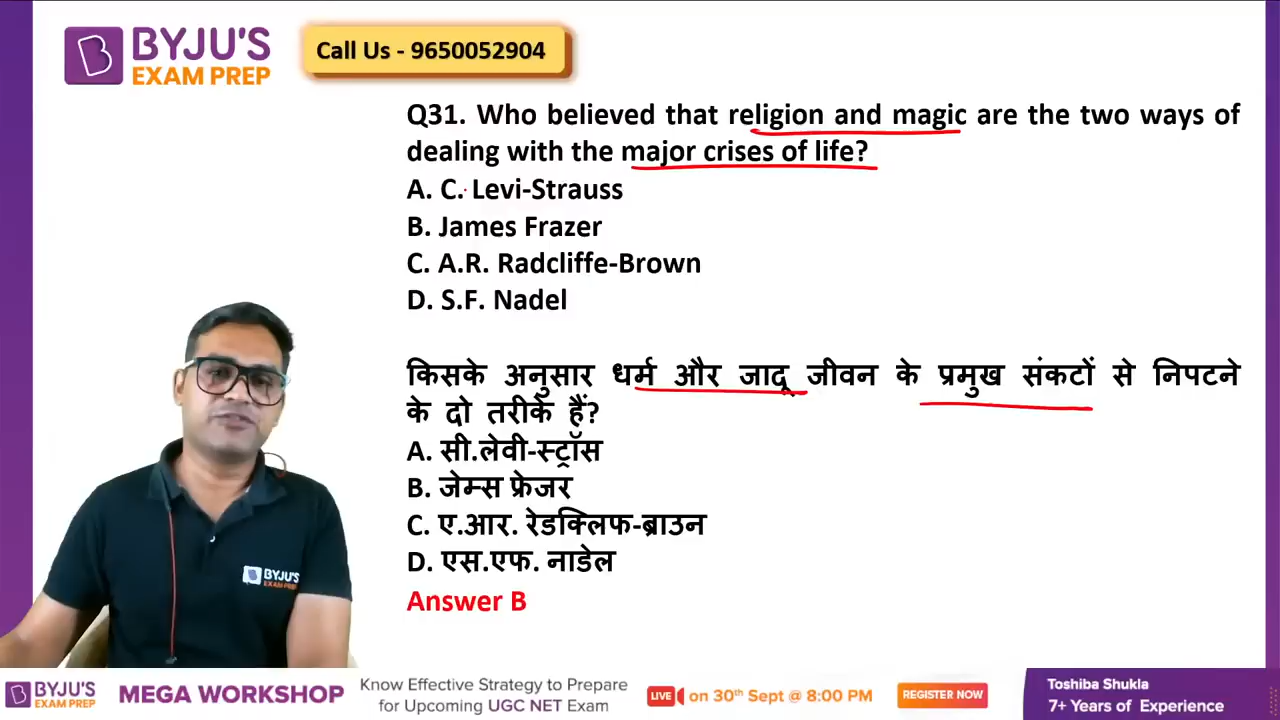 BYJU'S
EXAM PREP
Call Us - 9650052904
Q31. Who believed that religion and magic are the two ways of
dealing with the major crises of life?
A. C. Levi-Strauss
B. James Frazer
C. A.R. Radcliffe-Brown
D. S.F. Nadel
किसके अनुसार धर्म और जादू जीवन के प्रमुख संकटों से निपटने
के दो तरीके हैं?
A. सी.लेवी-स्ट्रॉस
B. जेम्स फ्रेजर
C. ए.आर. रेडक्लिफ-ब्राउन
D. एस.एफ. नाडेल
Answer B
BYJU'S
EXAM PREP
BYJU'S
EXAM PREP
MEGA WORKSHOP
Know Effective Strategy to Prepare
for Upcoming UGC NET Exam
LIVE on 30th Sept @ 8:00 PM
REGISTER NOW
Toshiba Shukla
7+ Years of Experience